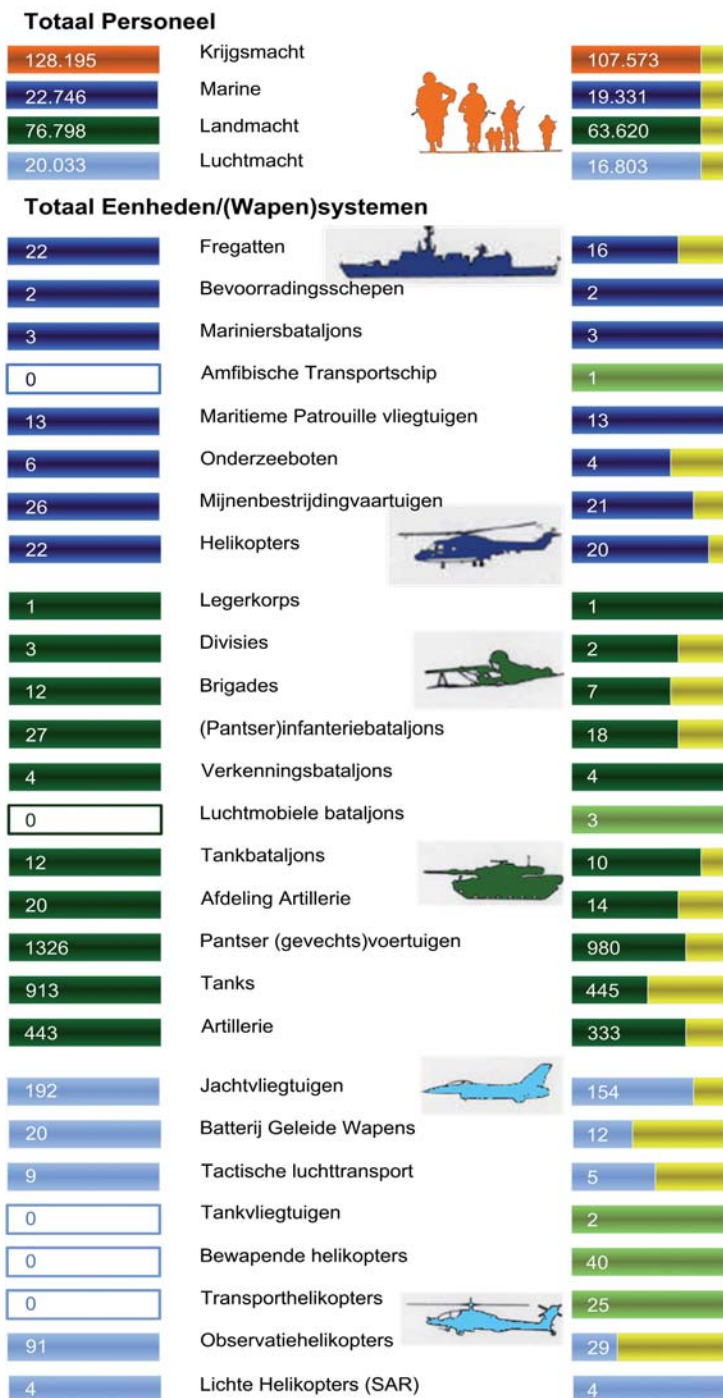 Totaal Personeel
128.195 Krijgsmacht 107.573
22.746 Marine 19.331
76.798 Landmacht 63.620
20.033 Luchtmacht 16.803
Totaal Eenheden/(Wapen)systemen
22 Fregatten 16
2 Bevoorradingsschepen 2
3 Mariniersbataljons 3
0 Amfibische Transportschip 1
13 Maritieme Patrouille vliegtuigen 13
6 Onderzeeboten 4
26 Mijnenbestrijdingvaartuigen 21
22 Helikopters 20
1 Legerkorps 1
3 Divisies 2
12 Brigades 7
27 (Pantser)infanteriebataljons 18
4 Verkenningsbataljons 4
0 Luchtmobiele bataljons 3
12 Tankbataljons 10
20 Afdeling Artillerie 14
1326 Pantser (gevechts)voertuigen 980
913 Tanks 445
443 Artillerie 333
192 Jachtvliegtuigen 154
20 Batterij Geleide Wapens 12
9 Tactische luchttransport 5
0 Tankvliegtuigen 2
0 Bewapende helikopters 40
0 Transporthelikopters 25
91 Observatiehelikopters 29
4 Lichte Helikopters (SAR) 4